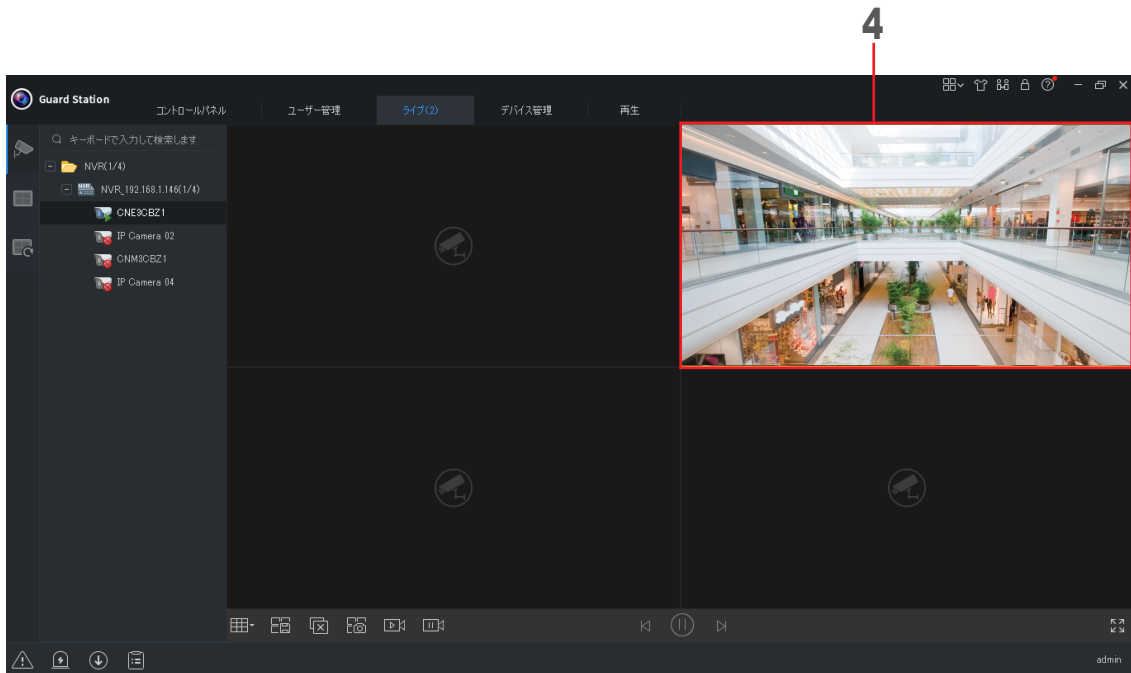 4
Guard Station
コントロールパネル ユーザー管理 ライブ(2) デバイス管理 再生
キーボードで入力して検索します
NVR(1/4)
NVR_192.168.1.146(1/4)
CNE3CBZ1
IP Camera 02
CNM3CBZ1
IP Camera 04
admin